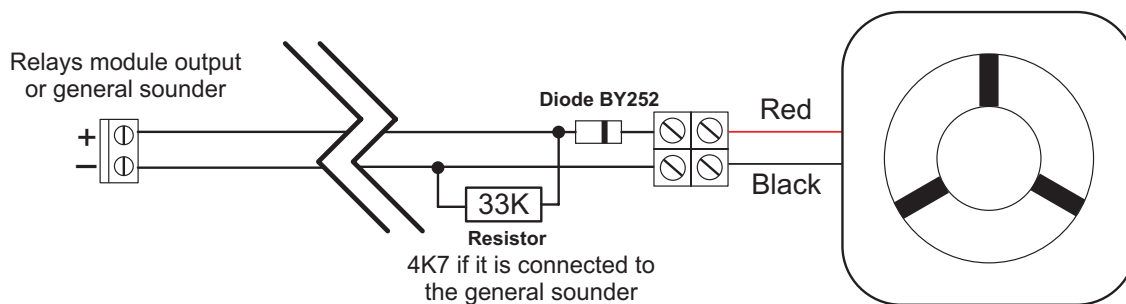 Relays module output
or general sounder
+
–
Diode BY252
Red
Black
33K
Resistor
4K7 if it is connected to
the general sounder